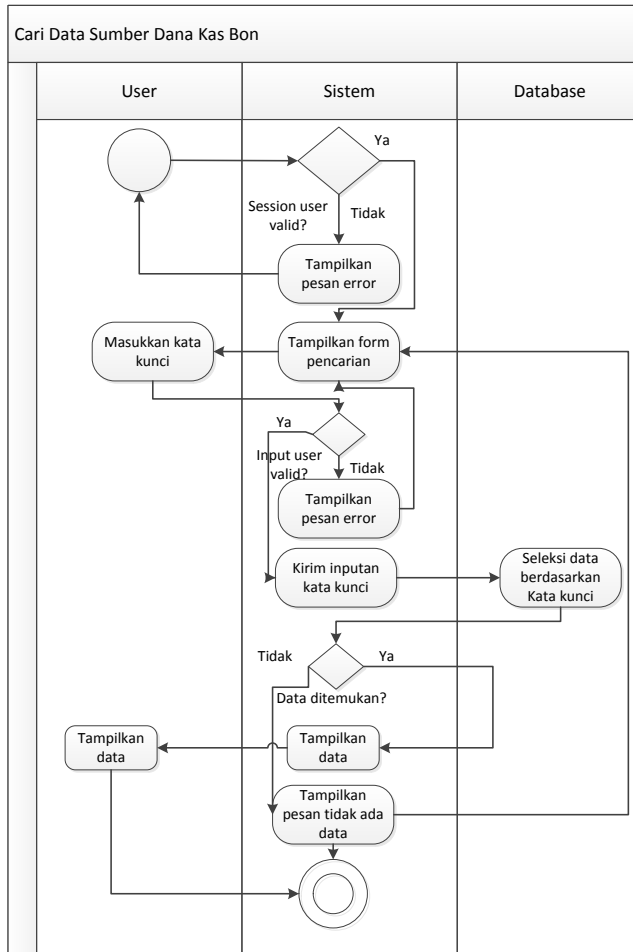 Cari Data Sumber Dana Kas Bon
User
Sistem
Database
Ya
Session user
valid?
Tidak
Tampilkan
pesan error
Masukkan kata
kunci
Tampilkan form
pencarian
Ya
Input user
valid?
Tidak
Tampilkan
pesan error
Kirim inputan
kata kunci
Seleksi data
berdasarkan
Kata kunci
Tidak
Ya
Data ditemukan?
Tampilkan
data
Tampilkan
data
Tampilkan
pesan tidak ada
data